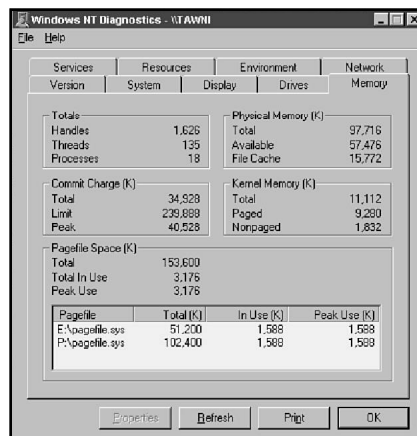 Windows NT Diagnostics - \\TAWNI
File Help
Services Resources Environment Network
Version System Display Drives Memory
Totals
Handles 1,626
Threads 135
Processes 18
Physical Memory (K)
Total 97,716
Available 57,476
File Cache 15,772
Commit Charge (K)
Total 34,928
Limit 239,888
Peak 40,528
Kernel Memory (K)
Total 11,112
Paged 9,280
Nonpaged 1,832
Pagefile Space (K)
Total 153,600
Total In Use 3,176
Peak Use 3,176
Pagefile Total (K) In Use (K) Peak Use (K)
E:\pagefile.sys 51,200 1,588 1,588
P:\pagefile.sys 102,400 1,588 1,588
Properties Refresh Print OK